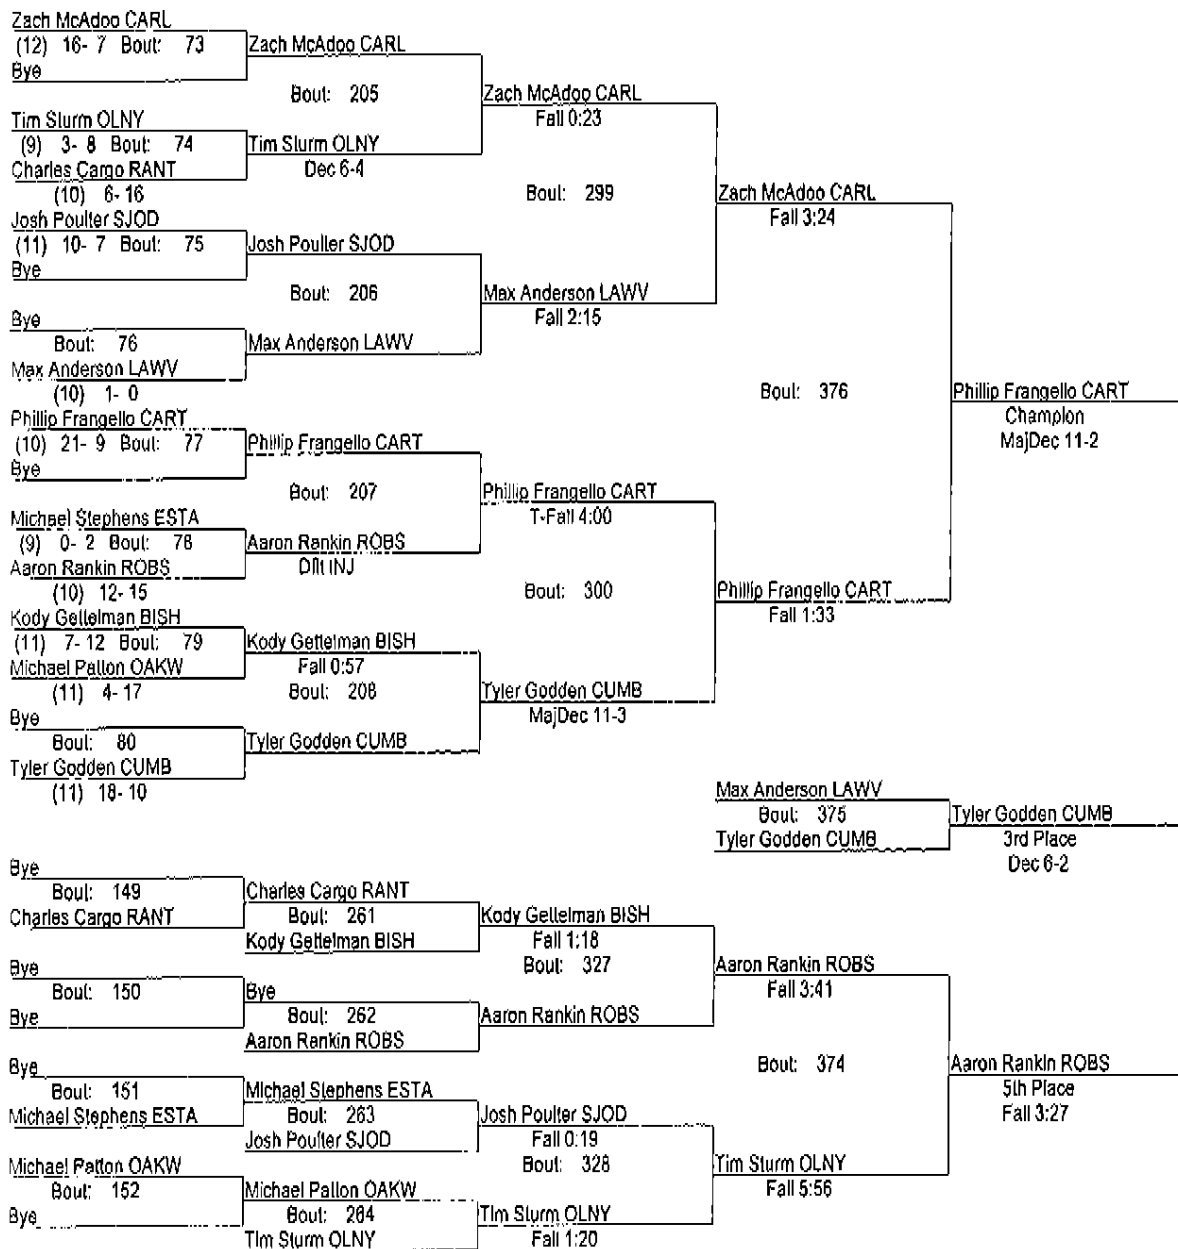 Zach McAdoo CARL
(12) 16- 7 Bout: 73
Bye
Zach McAdoo CARL
Bout: 205
Tim Sturm OLNY
(9) 3- 8 Bout: 74
Charles Cargo RANT
(10) 6- 16
Tim Sturm OLNY
Dec 6-4
Zach McAdoo CARL
Fall 0:23
Bout: 299
Josh Poulter SJOD
(11) 10- 7 Bout: 75
Bye
Josh Poulter SJOD
Bout: 206
Bye
Bout: 76
Max Anderson LAWV
(10) 1- 0
Max Anderson LAWV
Max Anderson LAWV
Fall 2:15
Zach McAdoo CARL
Fall 3:24
Bout: 376
Phillip Frangello CART
(10) 21- 9 Bout: 77
Bye
Phillip Frangello CART
Bout: 207
Michael Stephens ESTA
(9) 0- 2 Bout: 78
Aaron Rankin ROBS
(10) 12- 15
Aaron Rankin ROBS
Dflt INJ
Phillip Frangello CART
T-Fall 4:00
Bout: 300
Kody Gettelman BISH
(11) 7- 12 Bout: 79
Michael Patton OAKW
(11) 4- 17
Kody Gettelman BISH
Fall 0:57
Bout: 208
Bye
Bout: 80
Tyler Godden CUMB
(11) 18- 10
Tyler Godden CUMB
Tyler Godden CUMB
MajDec 11-3
Phillip Frangello CART
Fall 1:33
Phillip Frangello CART
Champion
MajDec 11-2
Max Anderson LAWV
Bout: 375
Tyler Godden CUMB
Tyler Godden CUMB
3rd Place
Dec 6-2
Bye
Bout: 149
Charles Cargo RANT
Charles Cargo RANT
Bout: 261
Kody Gettelman BISH
Kody Gettelman BISH
Fall 1:18
Bout: 327
Bye
Bout: 150
Bye
Bye
Bout: 262
Aaron Rankin ROBS
Aaron Rankin ROBS
Aaron Rankin ROBS
Fall 3:41
Bout: 374
Bye
Bout: 151
Michael Stephens ESTA
Michael Stephens ESTA
Bout: 263
Josh Poulter SJOD
Josh Poulter SJOD
Fall 0:19
Bout: 328
Michael Patton OAKW
Bout: 152
Bye
Michael Patton OAKW
Bout: 264
Tim Sturm OLNY
Tim Sturm OLNY
Fall 1:20
Tim Sturm OLNY
Fall 5:56
Aaron Rankin ROBS
5th Place
Fall 3:27